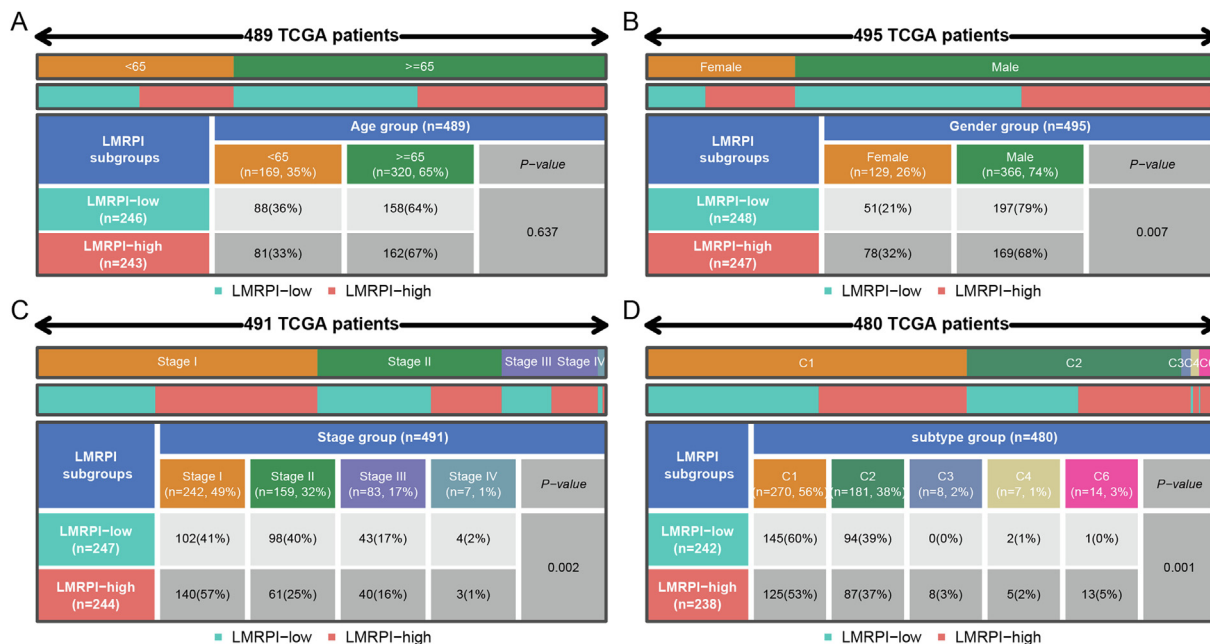 A
489 TCGA patients
<65
>=65
LMRPI
subgroups
Age group (n=489)
<65
(n=169, 35%)
>=65
(n=320, 65%)
P-value
LMRPI-low
(n=246)
88(36%)
158(64%)
0.637
LMRPI-high
(n=243)
81(33%)
162(67%)
LMRPI-low
LMRPI-high
B
495 TCGA patients
Female
Male
LMRPI
subgroups
Gender group (n=495)
Female
(n=129, 26%)
Male
(n=366, 74%)
P-value
LMRPI-low
(n=248)
51(21%)
197(79%)
0.007
LMRPI-high
(n=247)
78(32%)
169(68%)
LMRPI-low
LMRPI-high
C
491 TCGA patients
Stage I
Stage II
Stage III
Stage IV
LMRPI
subgroups
Stage group (n=491)
Stage I
(n=242, 49%)
Stage II
(n=159, 32%)
Stage III
(n=83, 17%)
Stage IV
(n=7, 1%)
P-value
LMRPI-low
(n=247)
102(41%)
98(40%)
43(17%)
4(2%)
0.002
LMRPI-high
(n=244)
140(57%)
61(25%)
40(16%)
3(1%)
LMRPI-low
LMRPI-high
D
480 TCGA patients
C1
C2
C3
C4
LMRPI
subgroups
subtype group (n=480)
C1
(n=270, 56%)
C2
(n=181, 38%)
C3
(n=8, 2%)
C4
(n=7, 1%)
C6
(n=14, 3%)
P-value
LMRPI-low
(n=242)
145(60%)
94(39%)
0(0%)
2(1%)
1(0%)
0.001
LMRPI-high
(n=238)
125(53%)
87(37%)
8(3%)
5(2%)
13(5%)
LMRPI-low
LMRPI-high